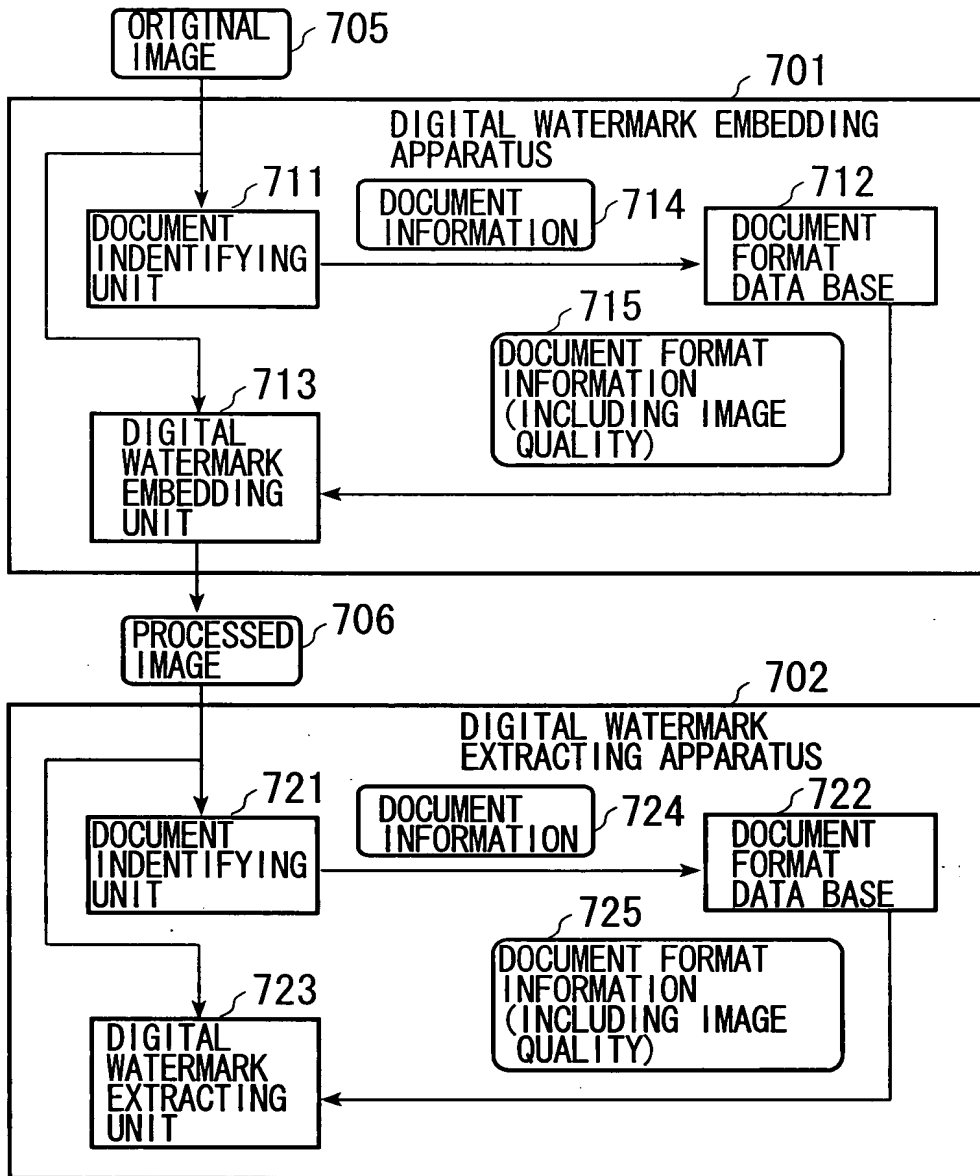 ORIGINAL
IMAGE
705
701
DIGITAL WATERMARK EMBEDDING
APPARATUS
711
DOCUMENT
INDENTIFYING
UNIT
DOCUMENT
INFORMATION
714
712
DOCUMENT
FORMAT
DATA BASE
715
DOCUMENT FORMAT
INFORMATION
(INCLUDING IMAGE
QUALITY)
713
DIGITAL
WATERMARK
EMBEDDING
UNIT
PROCESSED
IMAGE
706
702
DIGITAL WATERMARK
EXTRACTING APPARATUS
721
DOCUMENT
INDENTIFYING
UNIT
DOCUMENT
INFORMATION
724
722
DOCUMENT
FORMAT
DATA BASE
725
DOCUMENT FORMAT
INFORMATION
(INCLUDING IMAGE
QUALITY)
723
DIGITAL
WATERMARK
EXTRACTING
UNIT